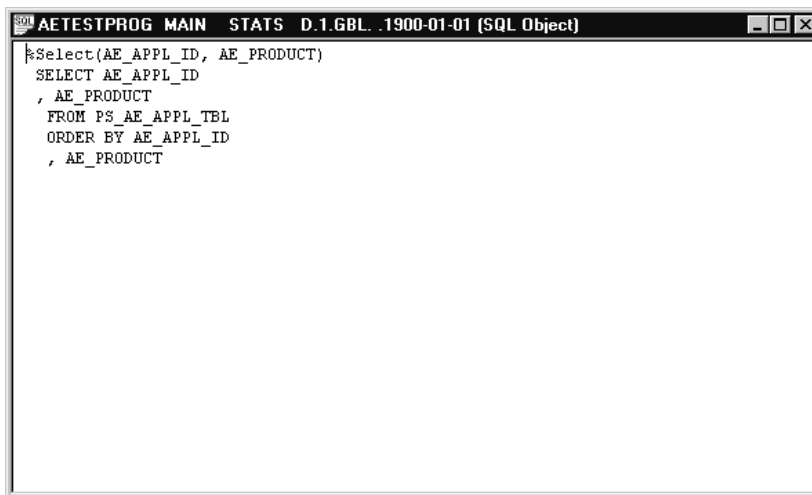 SQL AETESTPROG MAIN STATS D.1.GBL. .1900-01-01 (SQL Object)
%Select(AE_APPL_ID, AE_PRODUCT)
SELECT AE_APPL_ID
, AE_PRODUCT
FROM PS_AE_APPL_TBL
ORDER BY AE_APPL_ID
, AE_PRODUCT